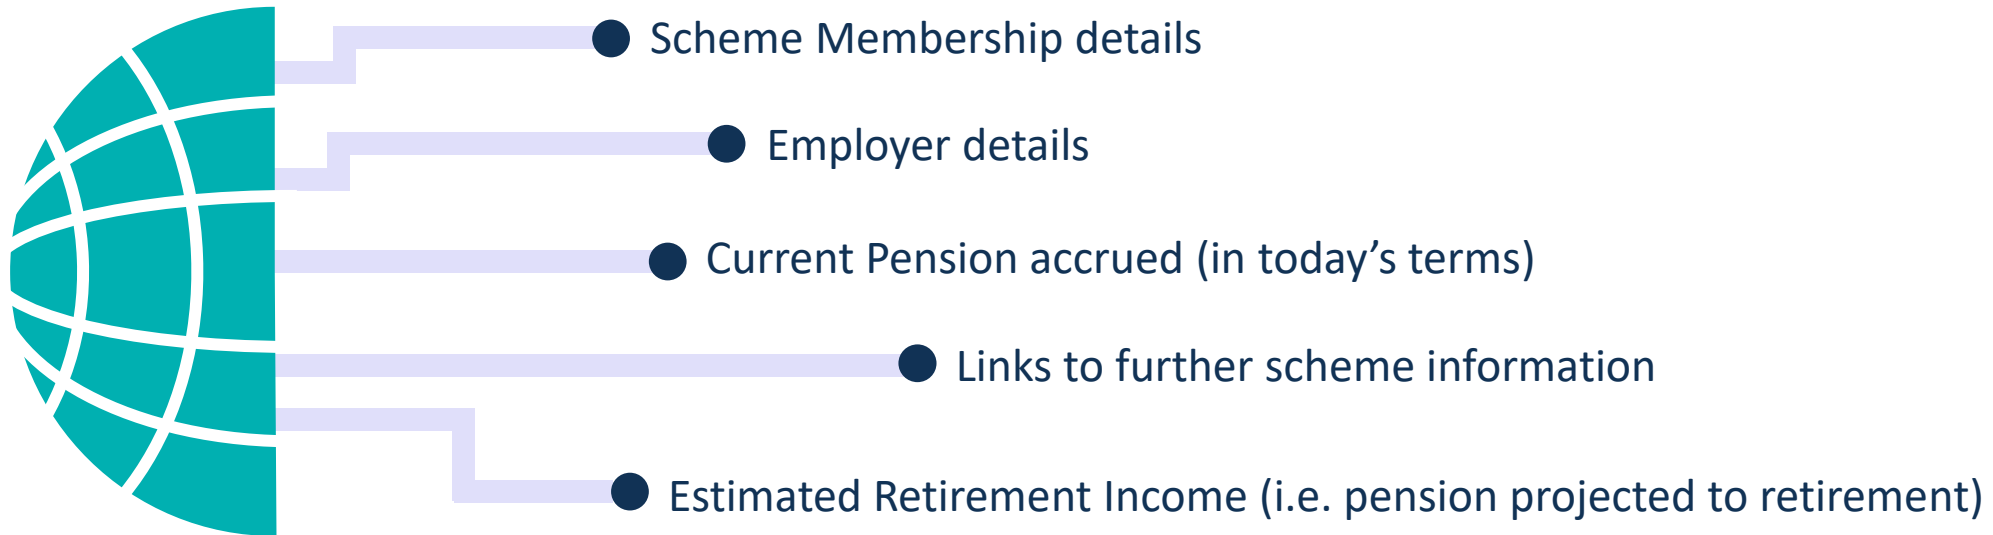 Scheme Membership details
Employer details
Current Pension accrued (in today’s terms)
Links to further scheme information
Estimated Retirement Income (i.e. pension projected to retirement)